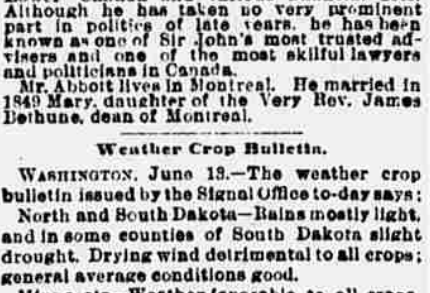 Although he has taken no very prominent
part in politics of late years, he has been
known as one of Sir John's most trusted ad-
visers and one of the most skilful lawyers
and politicians in Canada.
Mr. Abbott lives in Montreal. He married in
1849 Mary, daughter of the Very Rev. James
Bethune, dean of Montreal.
Weather Crop Bulletin.
WASHINGTON, June 13.—The weather crop
bulletin issued by the Signal Office to-day says:
North and South Dakota—Rains mostly light,
and in some counties of South Dakota slight
drought. Drying wind detrimental to all crops;
general average conditions good.